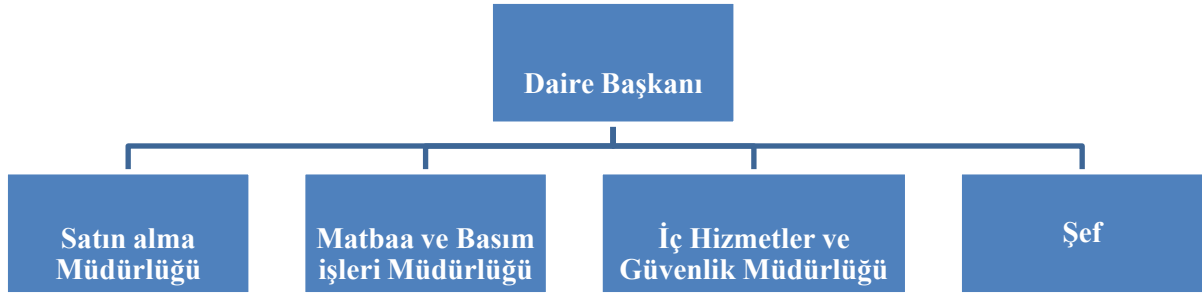 Daire Başkanı
Satın alma
Müdürlüğü
Matbaa ve Basım
işleri Müdürlüğü
İç Hizmetler ve
Güvenlik Müdürlüğü
Şef